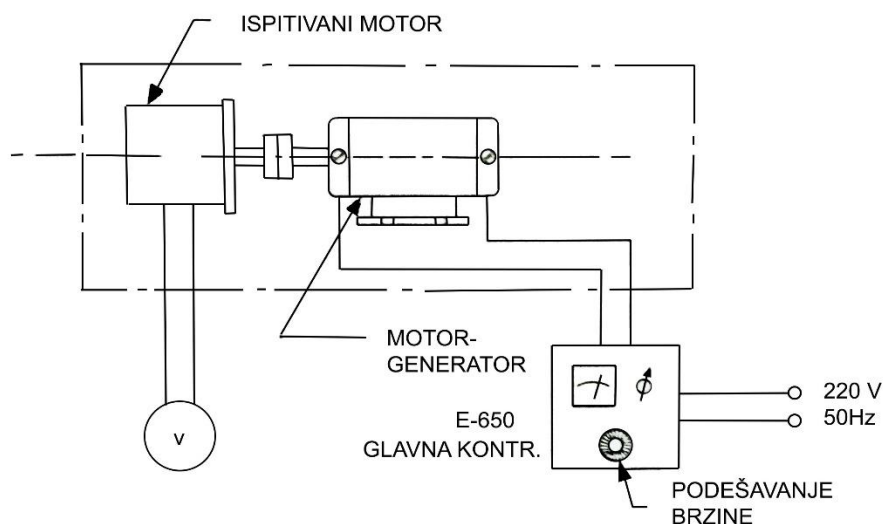 ISPITIVANI MOTOR
MOTOR-
GENERATOR
E-650
GLAVNA KONTR.
220 V
50Hz
V
PODEŠAVANJE
BRZINE